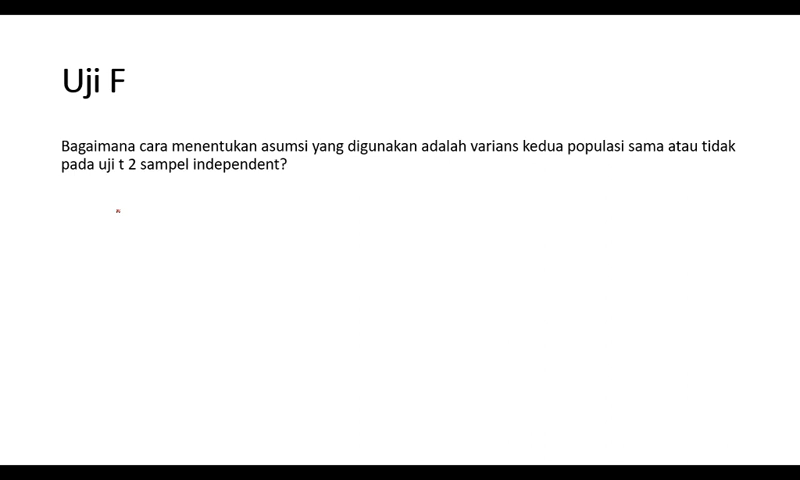 Uji F
Bagaimana cara menentukan asumsi yang digunakan adalah varians kedua populasi sama atau tidak
pada uji t 2 sampel independent?